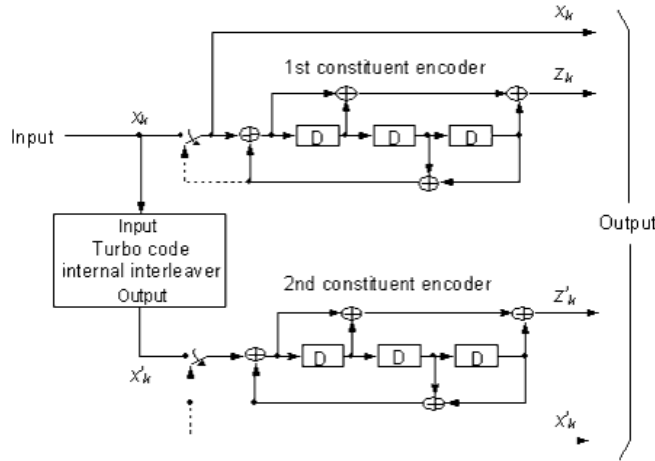 Xk
1st constituent encoder
Zk
Input
Xk
D D D
Input
Turbo code
internal interleaver
Output
Output
2nd constituent encoder
Z'k
D D D
X'k
X'k